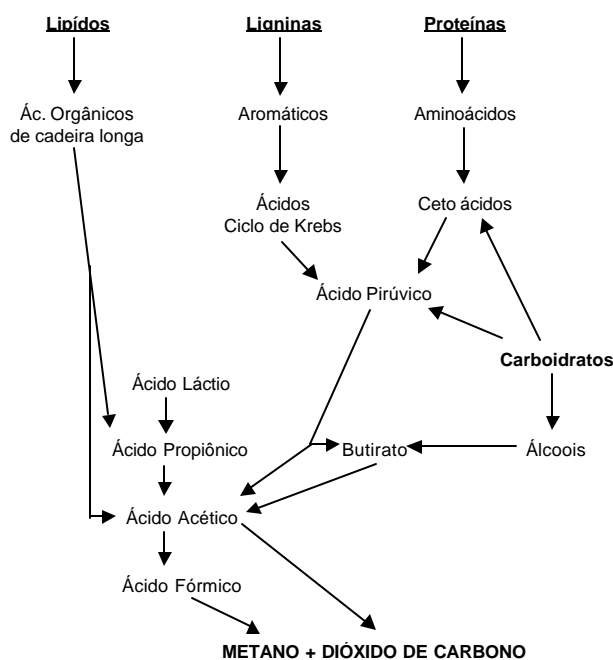 Lipídos Ligninas Proteínas
Ác. Orgânicos
de cadeira longa
Aromáticos
Aminoácidos
Ácidos
Ciclo de Krebs
Ceto ácidos
Ácido Pirúvico
Carboidratos
Ácido Láctio
Ácido Propiônico
Butirato
Álcoois
Ácido Acético
Ácido Fórmico
METANO + DIÓXIDO DE CARBONO